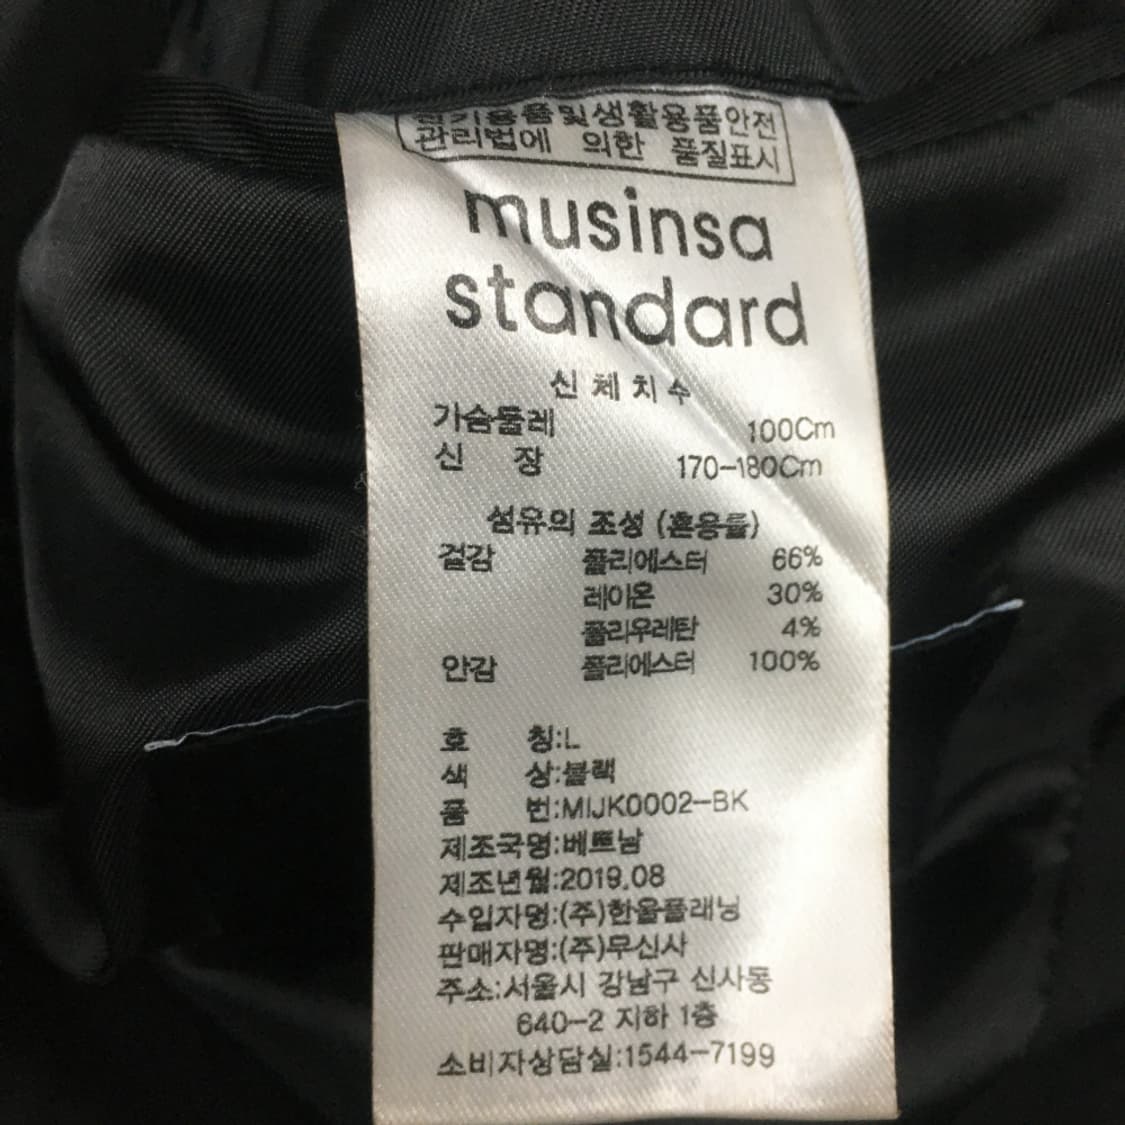 전기용품및생활용품안전
관리법에 의한 품질표시
musinsa
standard
신체치수
가슴둘레 100Cm
신 장 170-180Cm
섬유의 조성 (혼용률)
겉감 폴리에스터 66%
레이온 30%
폴리우레탄 4%
안감 폴리에스터 100%
호 칭:L
색 상:블랙
품 번:MIJK0002-BK
제조국명:베트남
제조년월:2019.08
수입자명:(주)한울플래닝
판매자명:(주)무신사
주소:서울시 강남구 신사동
640-2 지하 1층
소비자상담실:1544-7199